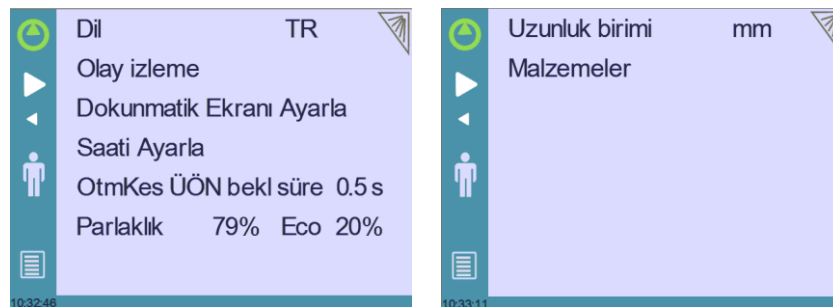 Dil TR
Olay izleme
Dokunmatik Ekranı Ayarla
Saati Ayarla
OtmKes ÜÖN bekl süre 0.5 s
Parlaklık 79% Eco 20%
10:32:46
Uzunluk birimi mm
Malzemeler
10:33:11